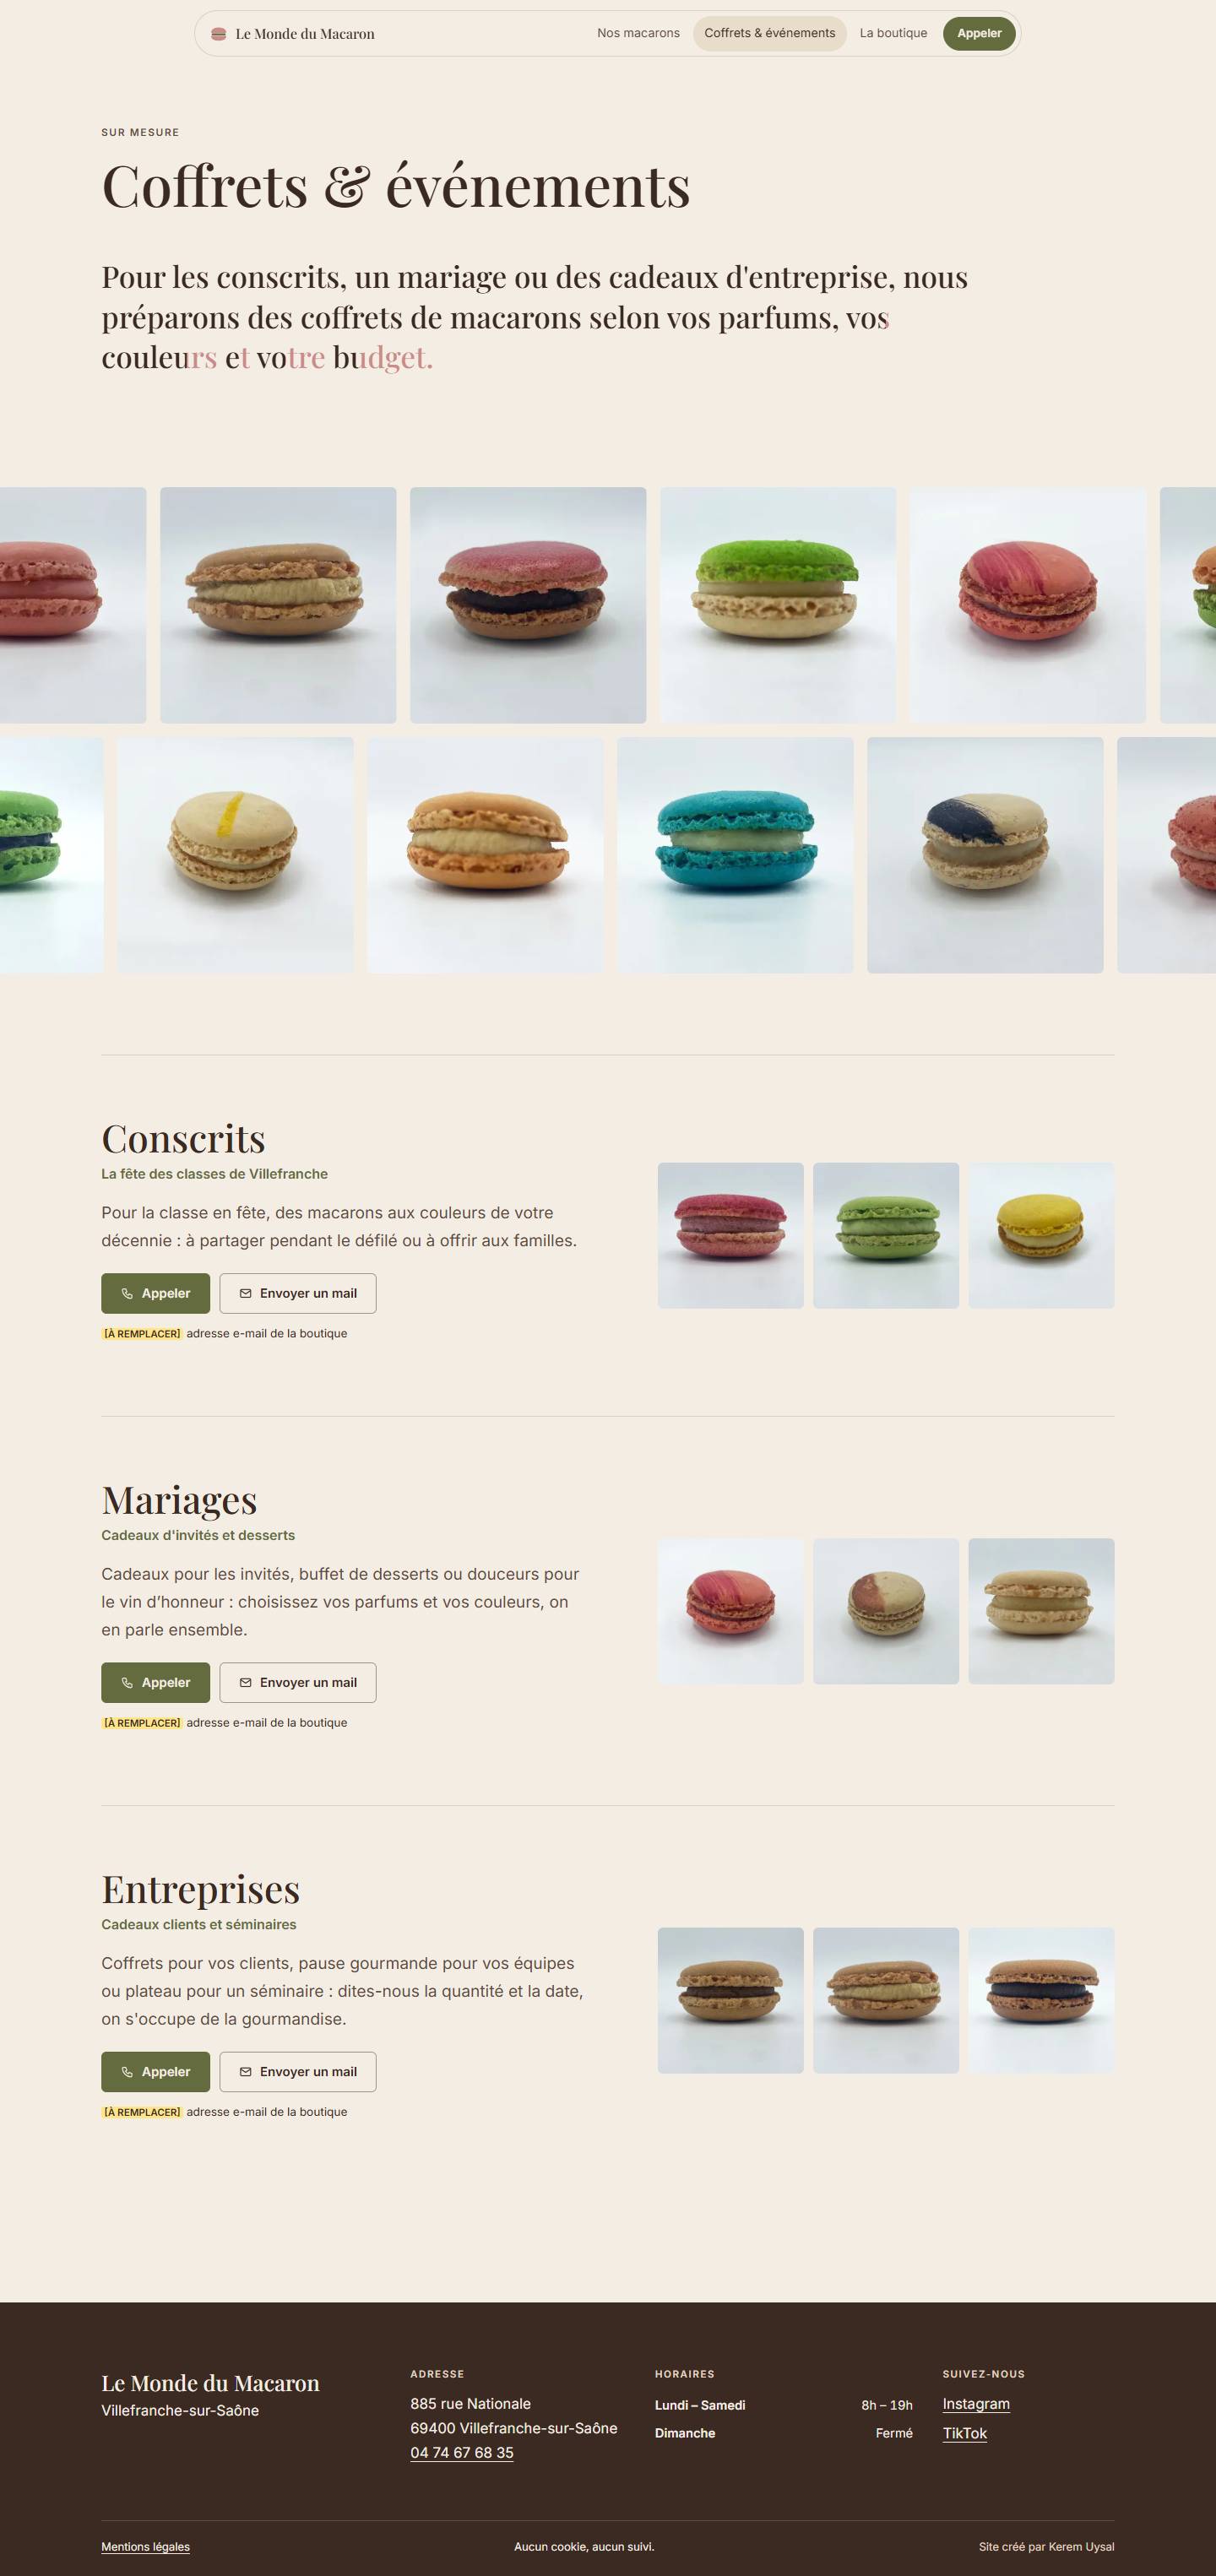 Le Monde du Macaron
Nos macarons
Coffrets & événements
La boutique
Appeler
SUR MESURE
Coffrets & événements
Pour les conscrits, un mariage ou des cadeaux d'entreprise, nous
préparons des coffrets de macarons selon vos parfums, vos
couleurs et votre budget.
Conscrits
La fête des classes de Villefranche
Pour la classe en fête, des macarons aux couleurs de votre
décennie : à partager pendant le défilé ou à offrir aux familles.
Appeler
Envoyer un mail
[À REMPLACER] adresse e-mail de la boutique
Mariages
Cadeaux d'invités et desserts
Cadeaux pour les invités, buffet de desserts ou douceurs pour
le vin d’honneur : choisissez vos parfums et vos couleurs, on
en parle ensemble.
Appeler
Envoyer un mail
[À REMPLACER] adresse e-mail de la boutique
Entreprises
Cadeaux clients et séminaires
Coffrets pour vos clients, pause gourmande pour vos équipes
ou plateau pour un séminaire : dites-nous la quantité et la date,
on s'occupe de la gourmandise.
Appeler
Envoyer un mail
[À REMPLACER] adresse e-mail de la boutique
Le Monde du Macaron
Villefranche-sur-Saône
ADRESSE
885 rue Nationale
69400 Villefranche-sur-Saône
04 74 67 68 35
HORAIRES
Lundi – Samedi 8h – 19h
Dimanche Fermé
SUIVEZ-NOUS
Instagram
TikTok
Mentions légales
Aucun cookie, aucun suivi.
Site créé par Kerem Uysal